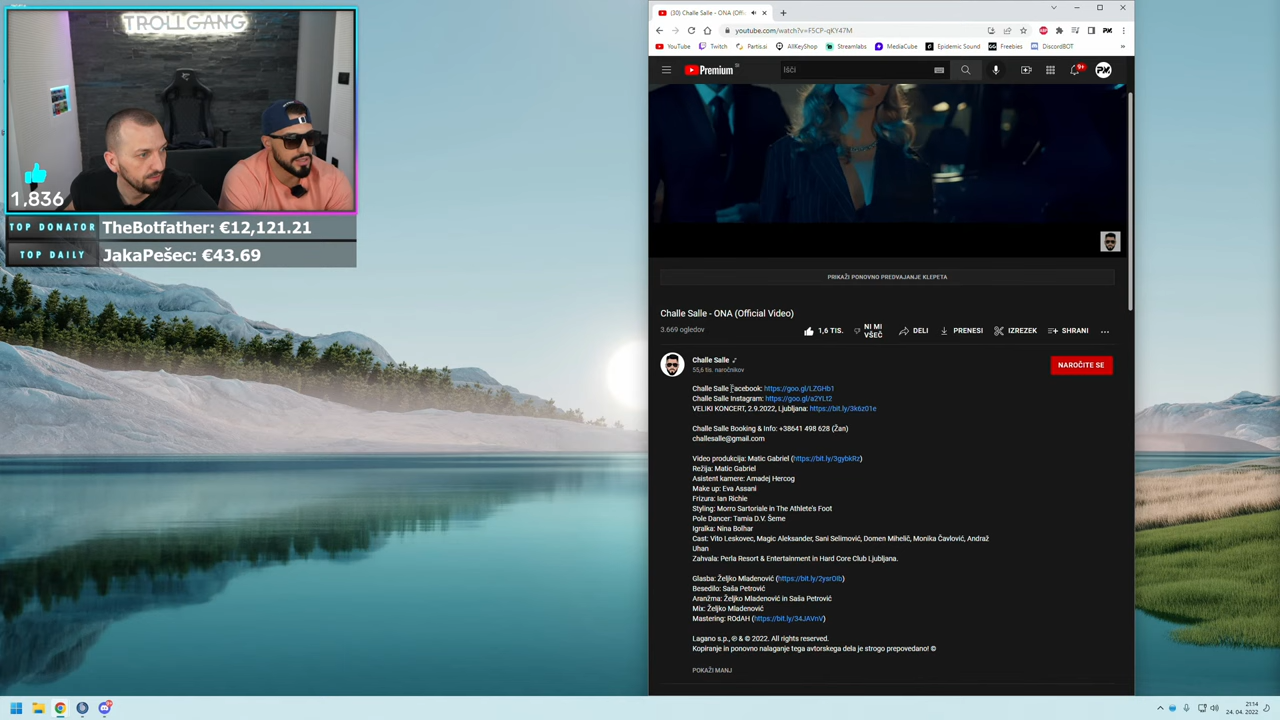 TROLLGANG
1,836
TOP DONATOR TheBotfather: €12,121.21
TOP DAILY JakaPešec: €43.69
(30) Challe Salle - ONA (Offi
youtube.com/watch?v=F5CP-qKY47M
YouTube Twitch Partis.si AllKeyShop Streamlabs MediaCube Epidemic Sound Freebies DiscordBOT »
Premium SI Išči 9+ PM
PRIKAŽI PONOVNO PREDVAJANJE KLEPETA
Challe Salle - ONA (Official Video)
3.669 ogledov
1,6 TIS. NI MI VŠEČ DELI PRENESI IZREZEK SHRANI ...
Challe Salle
55,6 tis. naročnikov
NAROČITE SE
Challe Salle Facebook: https://goo.gl/LZGHb1
Challe Salle Instagram: https://goo.gl/a2YLt2
VELIKI KONCERT, 2.9.2022, Ljubljana: https://bit.ly/3k6z01e
Challe Salle Booking & Info: +38641 498 628 (Žan)
challesalle@gmail.com
Video produkcija: Matic Gabriel (https://bit.ly/3gybkRz)
Režija: Matic Gabriel
Asistent kamere: Amadej Hercog
Make up: Eva Assani
Frizura: Ian Richie
Styling: Morro Sartoriale in The Athlete's Foot
Pole Dancer: Tamia D.V. Šeme
Igralka: Nina Bolhar
Cast: Vito Leskovec, Magic Aleksander, Sani Selimović, Domen Mihelič, Monika Čavlović, Andraž
Uhan
Zahvala: Perla Resort & Entertainment in Hard Core Club Ljubljana.
Glasba: Željko Mladenović (https://bit.ly/2ysrOIb)
Besedilo: Saša Petrović
Aranžma: Željko Mladenović in Saša Petrović
Mix: Željko Mladenović
Mastering: ROdAH (https://bit.ly/34JAVnV)
Lagano s.p., ℗ & © 2022. All rights reserved.
Kopiranje in ponovno nalaganje tega avtorskega dela je strogo prepovedano! ©
POKAŽI MANJ
21:14
24. 04. 2022